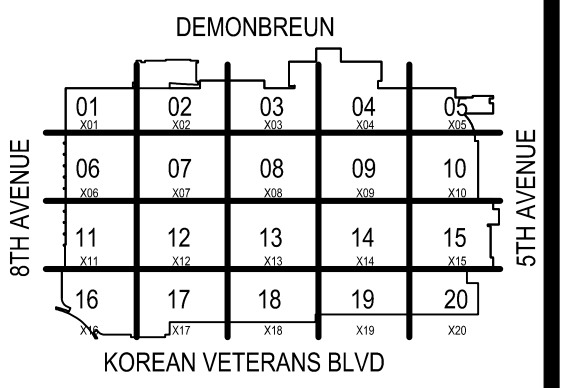 DEMONBREUN
01 02 03 04 05
X01 X02 X03 X04 X05
8TH AVENUE
5TH AVENUE
06 07 08 09 10
X06 X07 X08 X09 X10
11 12 13 14 15
X11 X12 X13 X14 X15
16 17 18 19 20
X16 X17 X18 X19 X20
KOREAN VETERANS BLVD